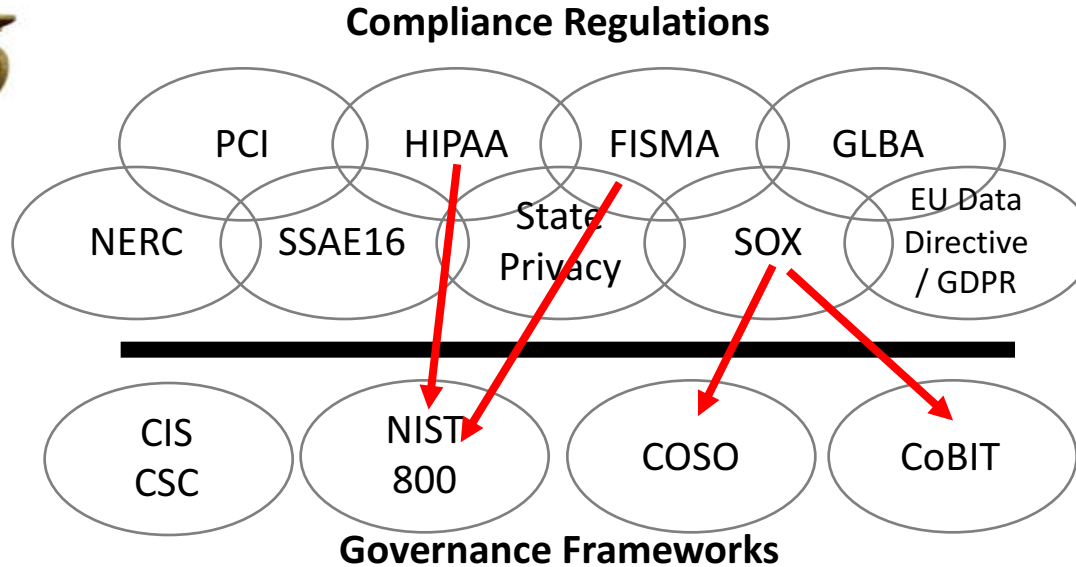 Compliance Regulations
PCI
HIPAA
FISMA
GLBA
NERC
SSAE16
State
Privacy
SOX
EU Data
Directive
/ GDPR
CIS
CSC
NIST
800
COSO
CoBIT
Governance Frameworks